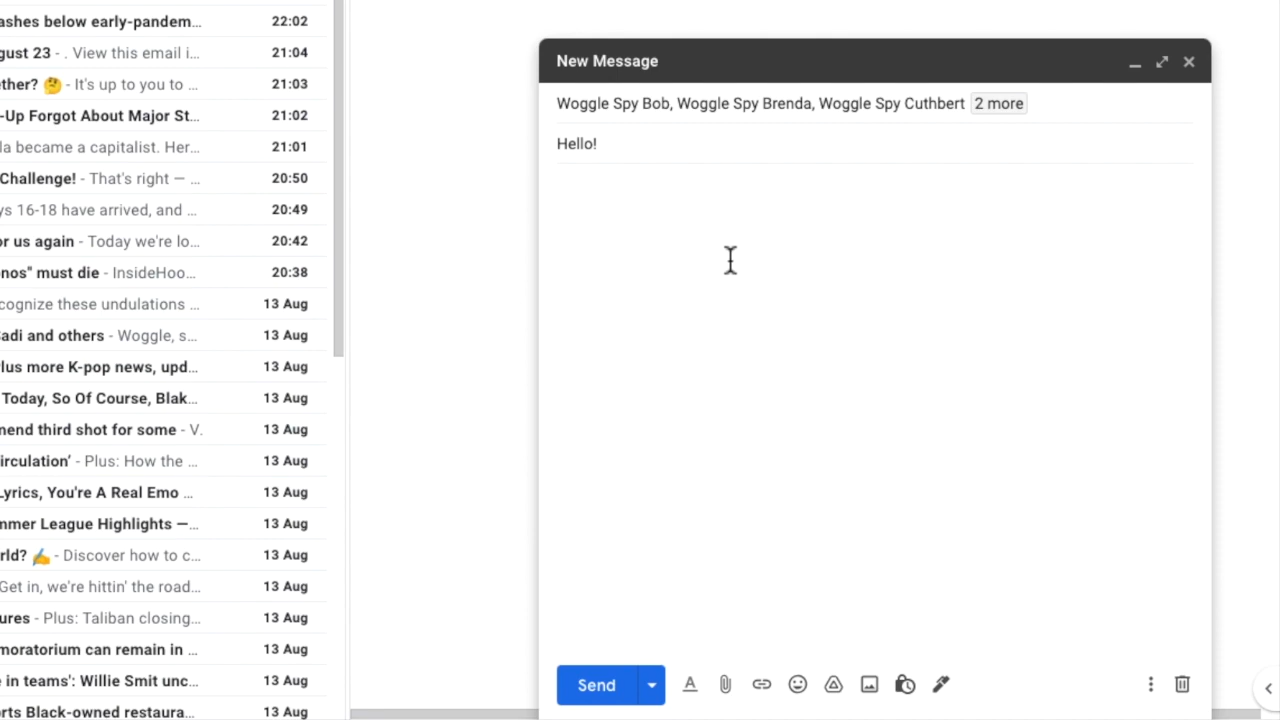 ashes below early-pandem… 22:02
gust 23 - . View this email i… 21:04
ether? 🤔 - It's up to you to … 21:03
-Up Forgot About Major St… 21:02
la became a capitalist. Her… 21:01
Challenge! - That's right — … 20:50
ys 16-18 have arrived, and … 20:49
or us again - Today we're lo… 20:42
onos" must die - InsideHoo… 20:38
cognize these undulations … 13 Aug
Sadi and others - Woggle, s… 13 Aug
Plus more K-pop news, upd… 13 Aug
Today, So Of Course, Blak… 13 Aug
mend third shot for some - V. 13 Aug
irculation' - Plus: How the … 13 Aug
Lyrics, You're A Real Emo … 13 Aug
mmer League Highlights —… 13 Aug
rld? ✍️ - Discover how to c… 13 Aug
Get in, we're hittin' the road… 13 Aug
ures - Plus: Taliban closing… 13 Aug
moratorium can remain in … 13 Aug
e in teams': Willie Smit unc… 13 Aug
orts Black-owned restaura… 13 Aug
New Message
Woggle Spy Bob, Woggle Spy Brenda, Woggle Spy Cuthbert 2 more
Hello!
Send